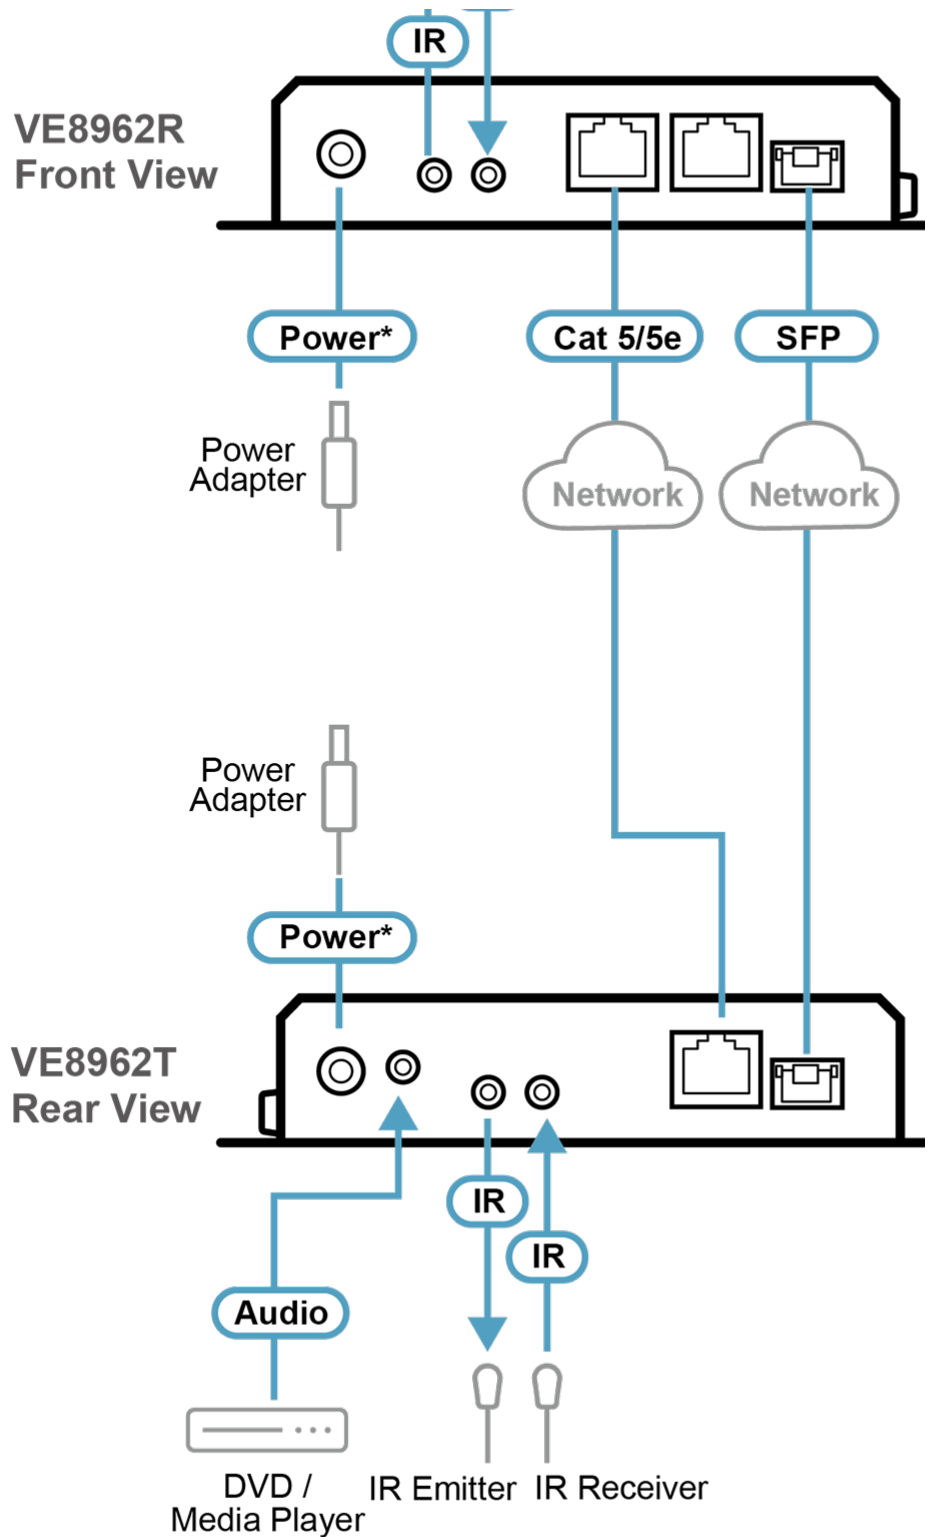 IR
VE8962R
Front View
Power*
Cat 5/5e
SFP
Power
Adapter
Network
Network
Power
Adapter
Power*
VE8962T
Rear View
IR
IR
Audio
DVD /
Media Player
IR Emitter
IR Receiver